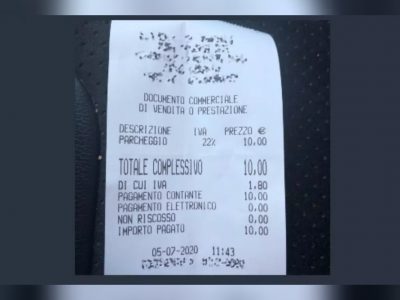 DOCUMENTO COMMERCIALE
DI VENDITA O PRESTAZIONE
DESCRIZIONE IVA PREZZO €
PARCHEGGIO 22% 10,00
TOTALE COMPLESSIVO 10,00
DI CUI IVA 1,80
PAGAMENTO CONTANTE 10,00
PAGAMENTO ELETTRONICO 0,00
NON RISCOSSO 0,00
IMPORTO PAGATO 10,00
05-07-2020 11:43